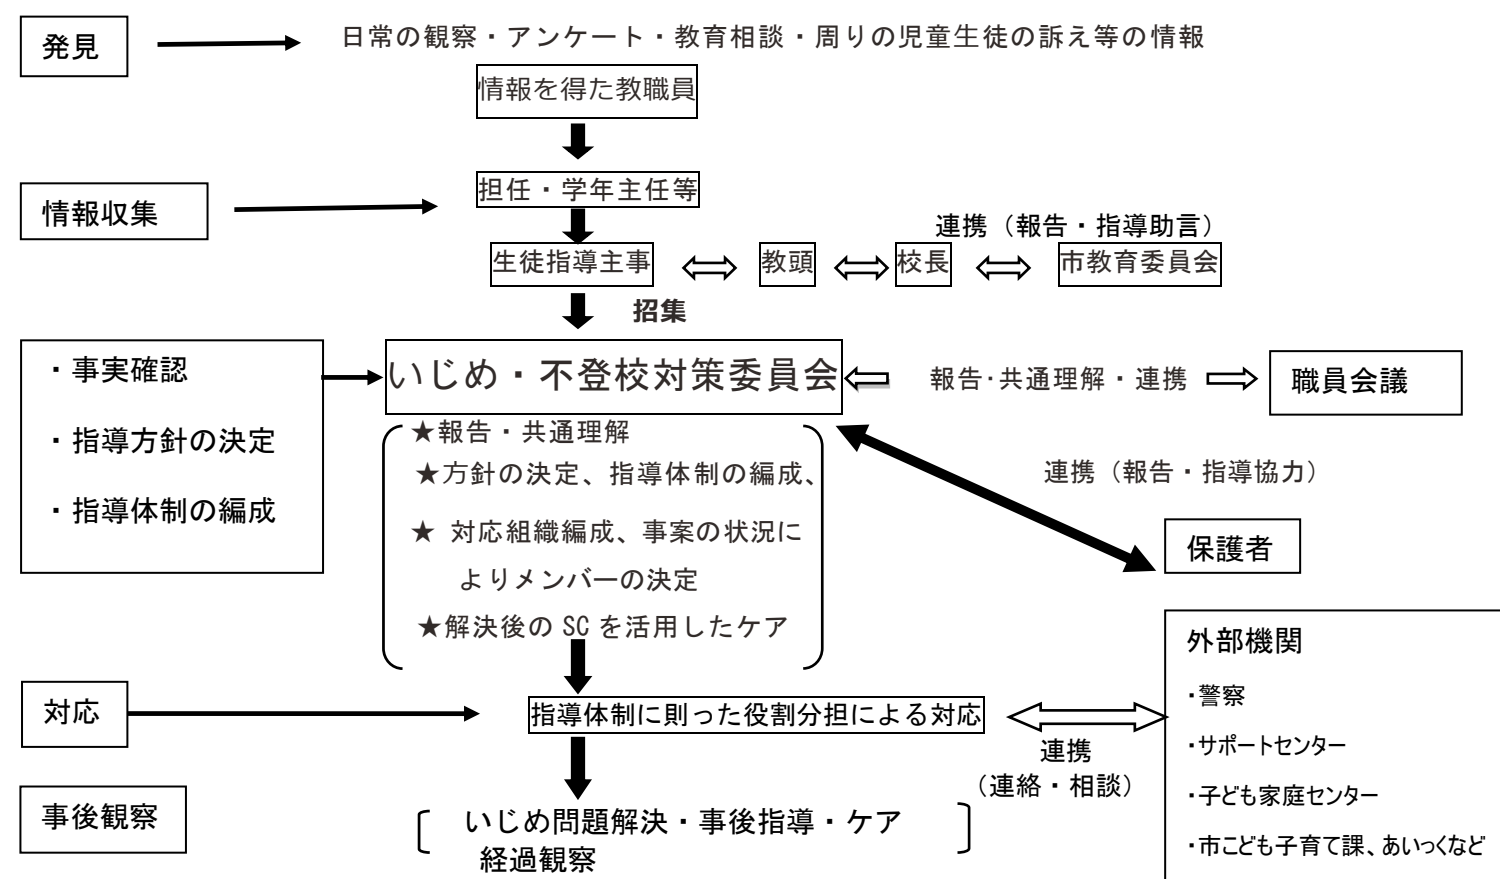 発見
日常の観察・アンケート・教育相談・周りの児童生徒の訴え等の情報
情報を得た教職員
担任・学年主任等
情報収集
連携（報告・指導助言）
生徒指導主事
教頭
校長
市教育委員会
招集
・事実確認
・指導方針の決定
・指導体制の編成
いじめ・不登校対策委員会
報告・共通理解・連携
職員会議
★報告・共通理解
★方針の決定、指導体制の編成、
★ 対応組織編成、事案の状況に
よりメンバーの決定
★解決後の SC を活用したケア
連携（報告・指導協力）
保護者
外部機関
・警察
・サポートセンター
・子ども家庭センター
・市こども子育て課、あいっくなど
対応
指導体制に則った役割分担による対応
連携
（連絡・相談）
事後観察
いじめ問題解決・事後指導・ケア
経過観察